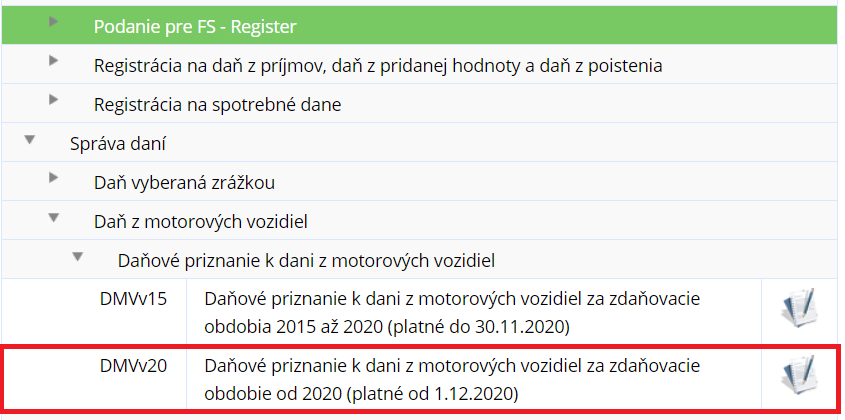 Podanie pre FS - Register
Registrácia na daň z príjmov, daň z pridanej hodnoty a daň z poistenia
Registrácia na spotrebné dane
Správa daní
Daň vyberaná zrážkou
Daň z motorových vozidiel
Daňové priznanie k dani z motorových vozidiel
DMVv15 Daňové priznanie k dani z motorových vozidiel za zdaňovacie
obdobia 2015 až 2020 (platné do 30.11.2020)
DMVv20 Daňové priznanie k dani z motorových vozidiel za zdaňovacie
obdobie od 2020 (platné od 1.12.2020)